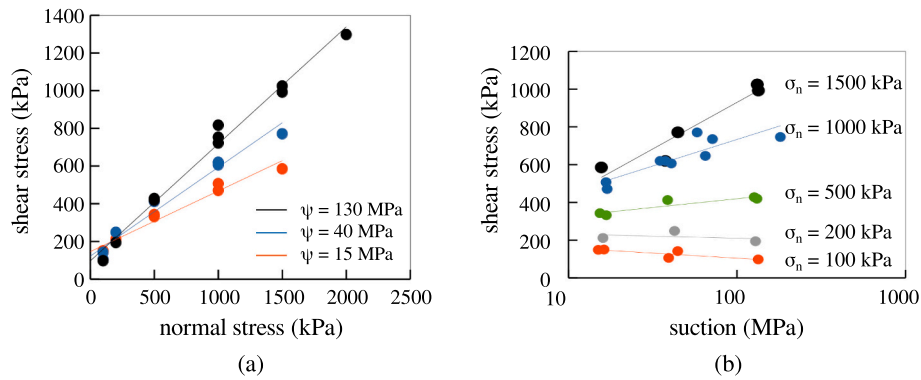 (a)
1400
1200
1000
800
600
400
200
0
shear stress (kPa)
ψ = 130 MPa
ψ = 40 MPa
ψ = 15 MPa
0 500 1000 1500 2000 2500
normal stress (kPa)
(a)
(b)
1200
1000
800
600
400
200
0
shear stress (kPa)
σn = 1500 kPa
σn = 1000 kPa
σn = 500 kPa
σn = 200 kPa
σn = 100 kPa
10 100 1000
suction (MPa)
(b)